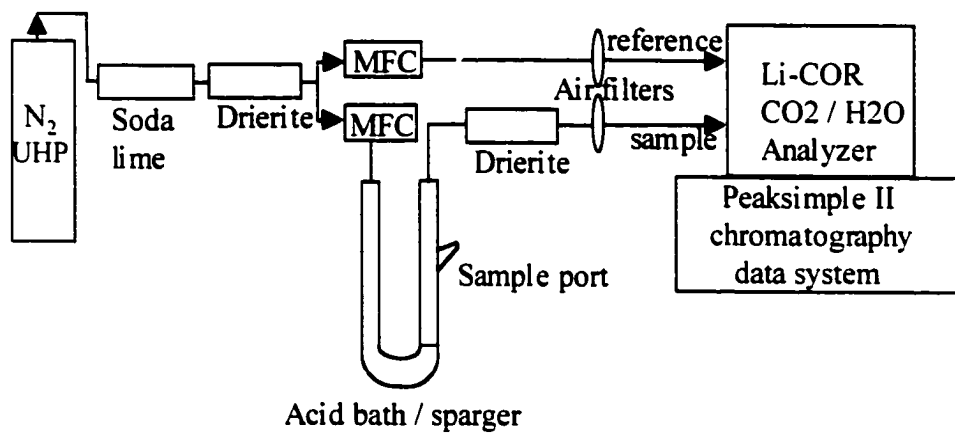 N2
UHP
Soda
lime
Drierite
MFC
MFC
reference
Air filters
sample
Drierite
Sample port
Acid bath / sparger
Li-COR
CO2 / H2O
Analyzer
Peaksimple II
chromatography
data system